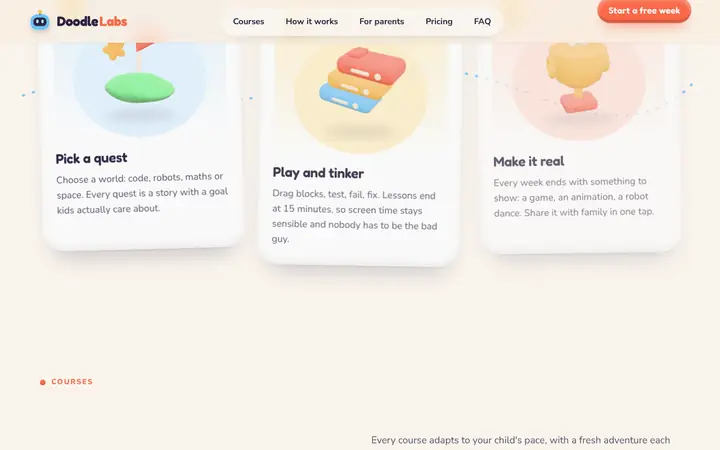 DoodleLabs
Courses
How it works
For parents
Pricing
FAQ
Start a free week
Pick a quest
Choose a world: code, robots, maths or
space. Every quest is a story with a goal
kids actually care about.
Play and tinker
Drag blocks, test, fail, fix. Lessons end
at 15 minutes, so screen time stays
sensible and nobody has to be the bad
guy.
Make it real
Every week ends with something to
show: a game, an animation, a robot
dance. Share it with family in one tap.
COURSES
Every course adapts to your child's pace, with a fresh adventure each